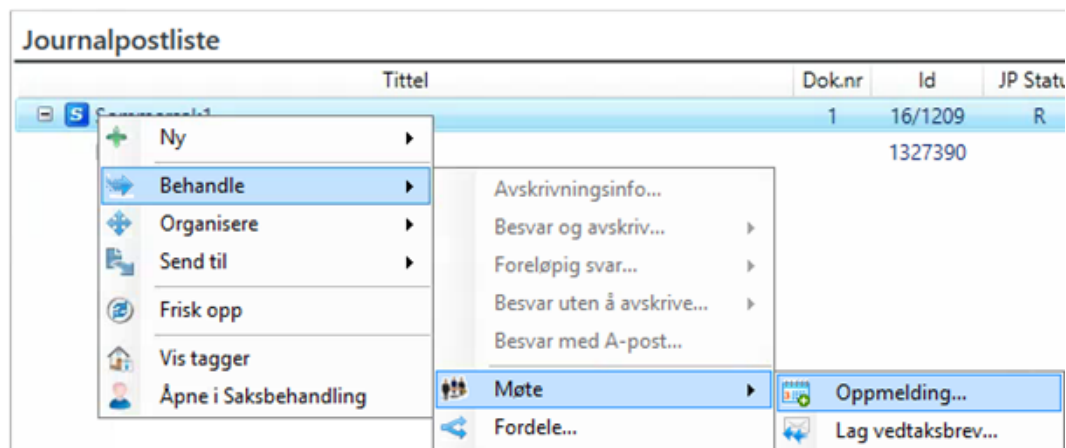 Journalpostliste
Tittel Dok.nr Id JP Statu
S 1 16/1209 R
Ny 1327390
Behandle Avskrivningsinfo...
Organisere Besvar og avskriv...
Send til Foreløpig svar...
Besvar uten å avskrive...
Frisk opp
Besvar med A-post...
Vis tagger
Åpne i Saksbehandling Møte Oppmelding...
Fordele... Lag vedtaksbrev...